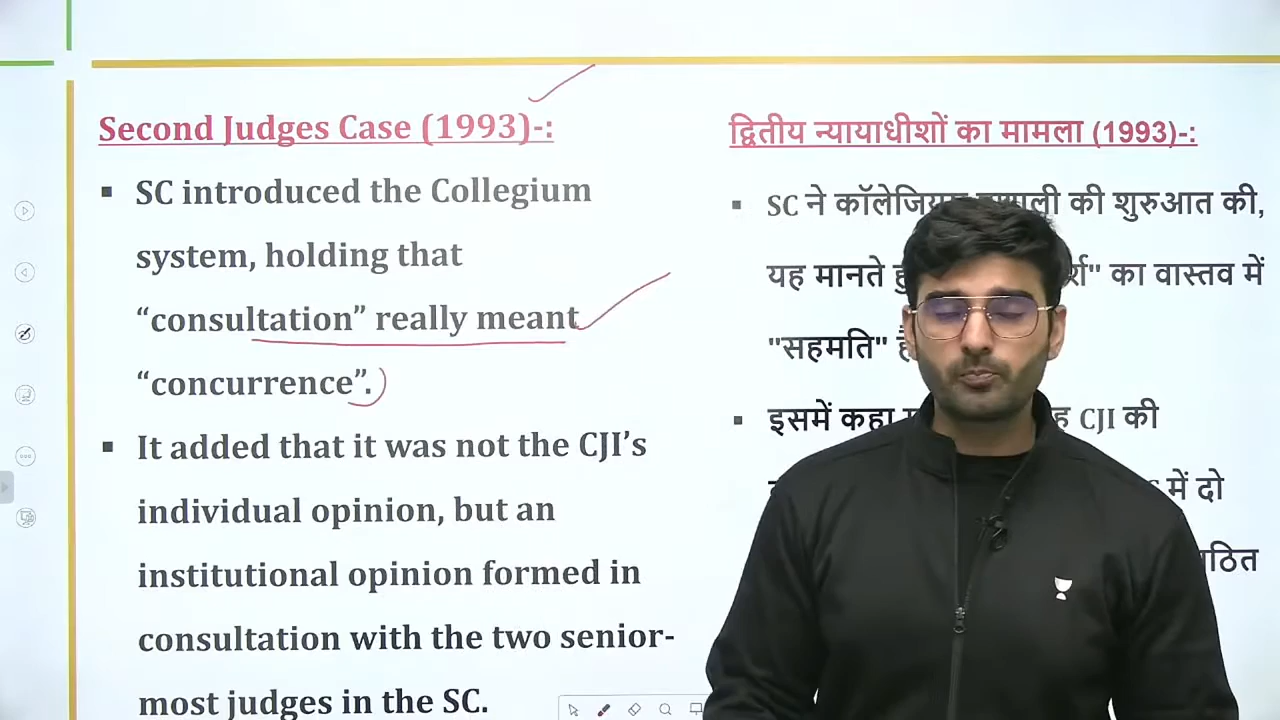 Second Judges Case (1993)-:
▪ SC introduced the Collegium
system, holding that
“consultation” really meant
“concurrence”.
▪ It added that it was not the CJI’s
individual opinion, but an
institutional opinion formed in
consultation with the two senior-
most judges in the SC.
द्वितीय न्यायाधीशों का मामला (1993)-:
▪ SC ने की शुरुआत की,
यह मानते का वास्तव में
"सहमति"
▪ इसमें कहा CJI की
में दो